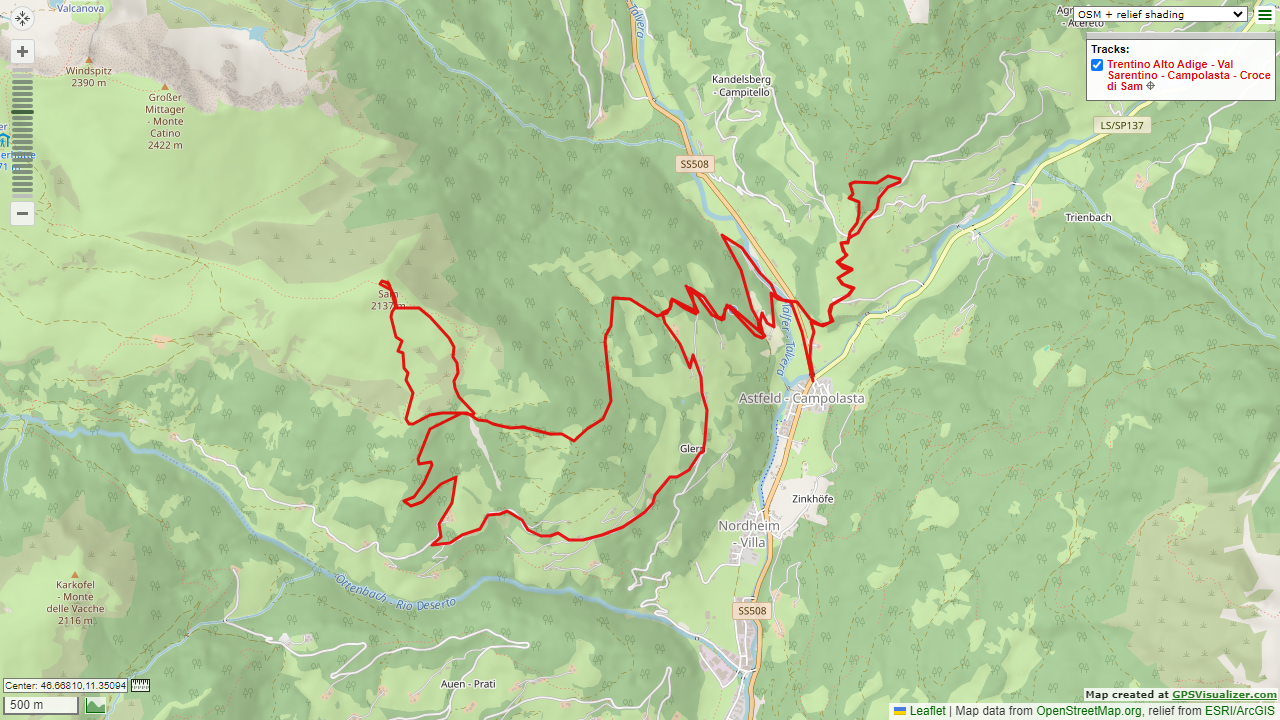 Valcanova
Talvera
Agr
- Acereto
OSM + relief shading
Tracks:
Trentino Alto Adige - Val
Sarentino - Campolasta - Croce
di Sam
Windspitz
2390 m
Großer
Mittager
- Monte
Catino
2422 m
Kandelsberg
- Campitello
LS/SP137
SS508
Trienbach
Sam
2137 m
Talfer - Talvera
Astfeld - Campolasta
Glern
Zinkhöfe
Nordheim
- Villa
Karkofel
- Monte
delle Vacche
2116 m
Öttenbach - Rio Deserto
SS508
Auen - Prati
Center: 46.66810,11.35094
500 m
Map created at GPSVisualizer.com
Leaflet | Map data from OpenStreetMap.org, relief from ESRI/ArcGIS